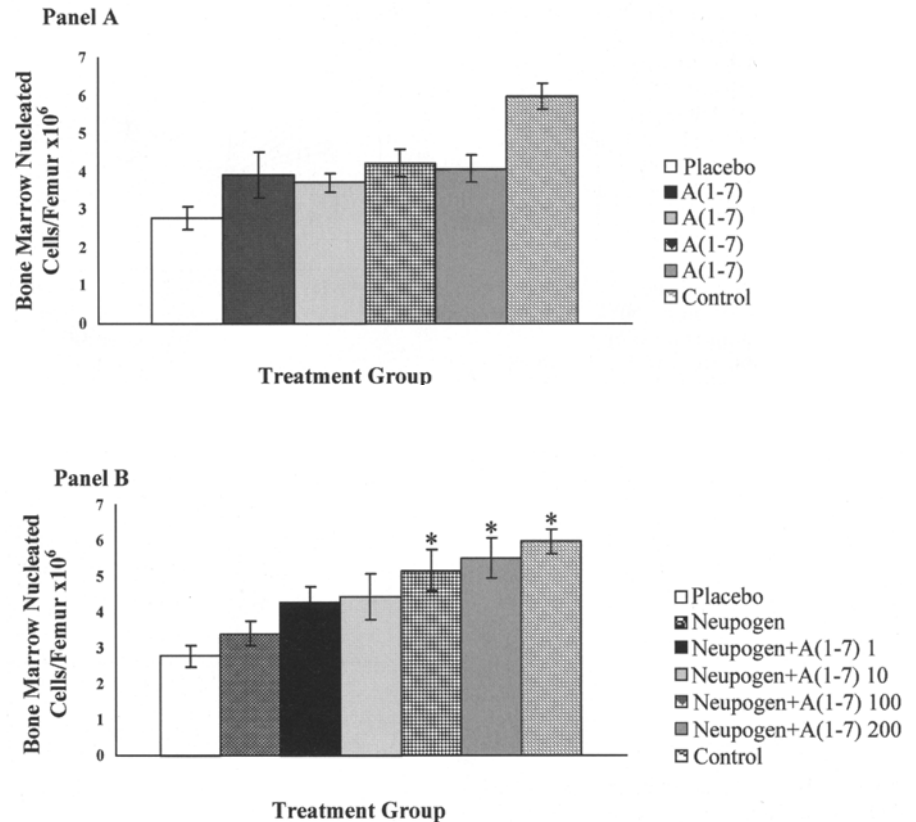 Panel A
Bone Marrow Nucleated
Cells/Femur x10⁶
7
6
5
4
3
2
1
0
Treatment Group
Placebo
A(1-7)
A(1-7)
A(1-7)
A(1-7)
Control
Panel B
Bone Marrow Nucleated
Cells/Femur x10⁶
7
6
5
4
3
2
1
0
*
*
*
Treatment Group
Placebo
Neupogen
Neupogen+A(1-7) 1
Neupogen+A(1-7) 10
Neupogen+A(1-7) 100
Neupogen+A(1-7) 200
Control